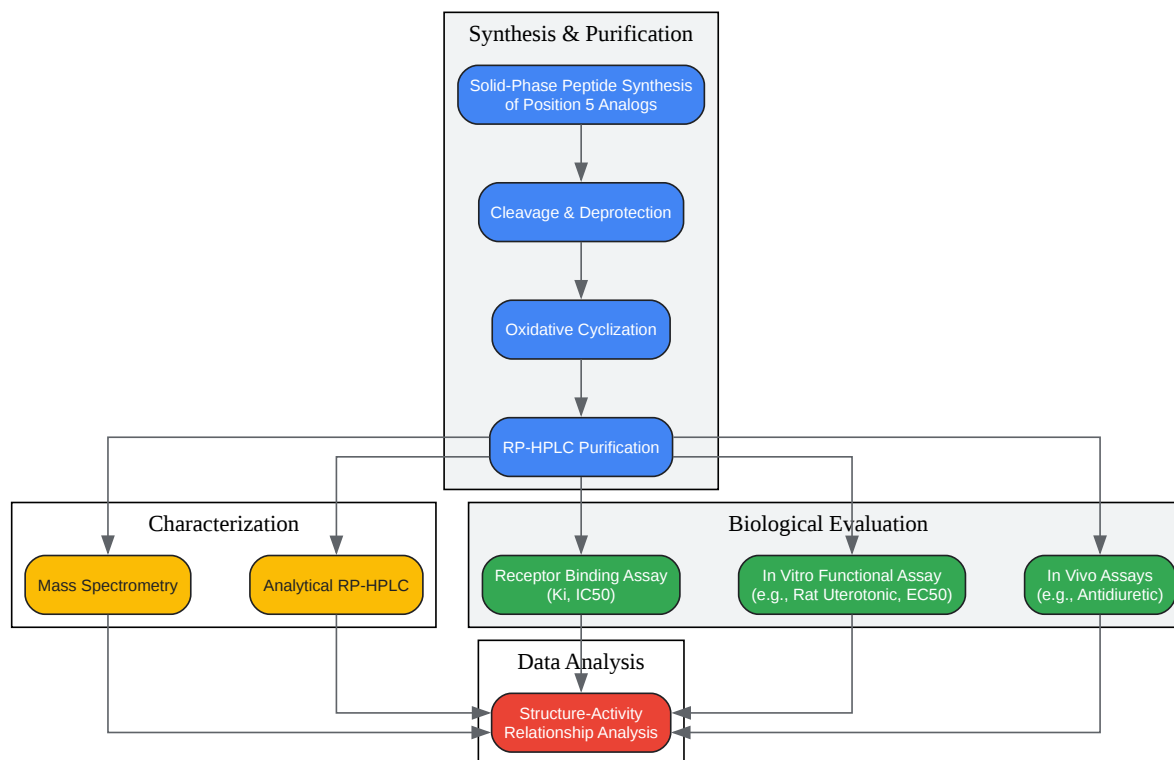 Synthesis & Purification
Solid-Phase Peptide Synthesis
of Position 5 Analogs
Cleavage & Deprotection
Oxidative Cyclization
RP-HPLC Purification
Characterization
Mass Spectrometry
Analytical RP-HPLC
Biological Evaluation
Receptor Binding Assay
(Ki, IC50)
In Vitro Functional Assay
(e.g., Rat Uterotonic, EC50)
In Vivo Assays
(e.g., Antidiuretic)
Data Analysis
Structure-Activity
Relationship Analysis